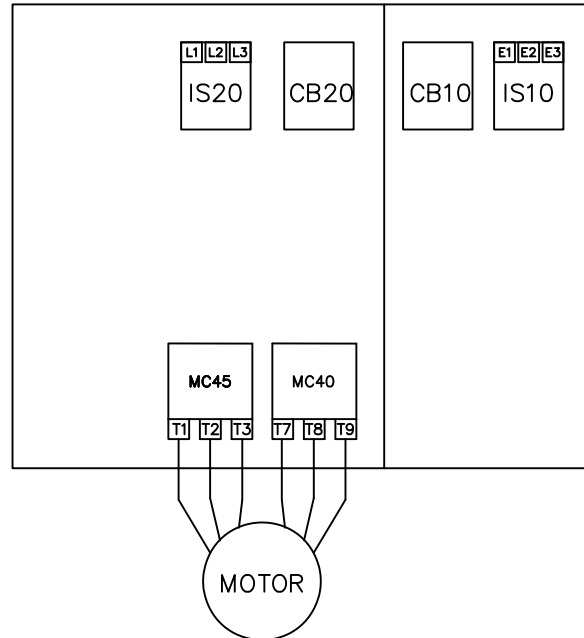 L1 L2 L3
IS20
CB20
CB10
E1 E2 E3
IS10
MC45
T1 T2 T3
MC40
T7 T8 T9
MOTOR